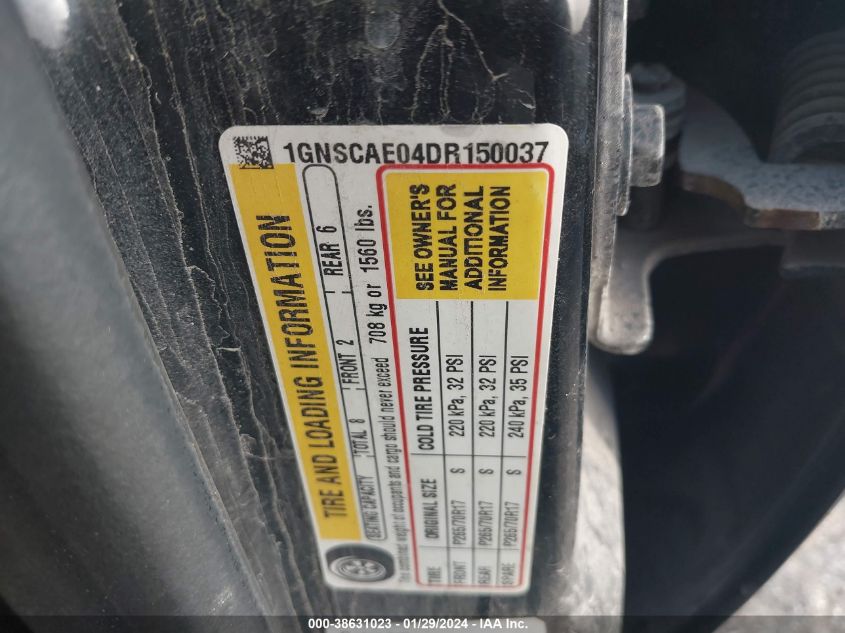 1GNSCAE04DR150037
TIRE AND LOADING INFORMATION
SEATING CAPACITY TOTAL 8 FRONT 2 REAR 6
The combined weight of occupants and cargo should never exceed 708 kg or 1560 lbs.
TIRE ORIGINAL SIZE COLD TIRE PRESSURE
FRONT P265/70R17 S 220 kPa, 32 PSI
REAR P265/70R17 S 220 kPa, 32 PSI
SPARE P265/70R17 S 240 kPa, 35 PSI
SEE OWNER'S
MANUAL FOR
ADDITIONAL
INFORMATION
000-38631023 / 01/29/2024 - IAA Inc.